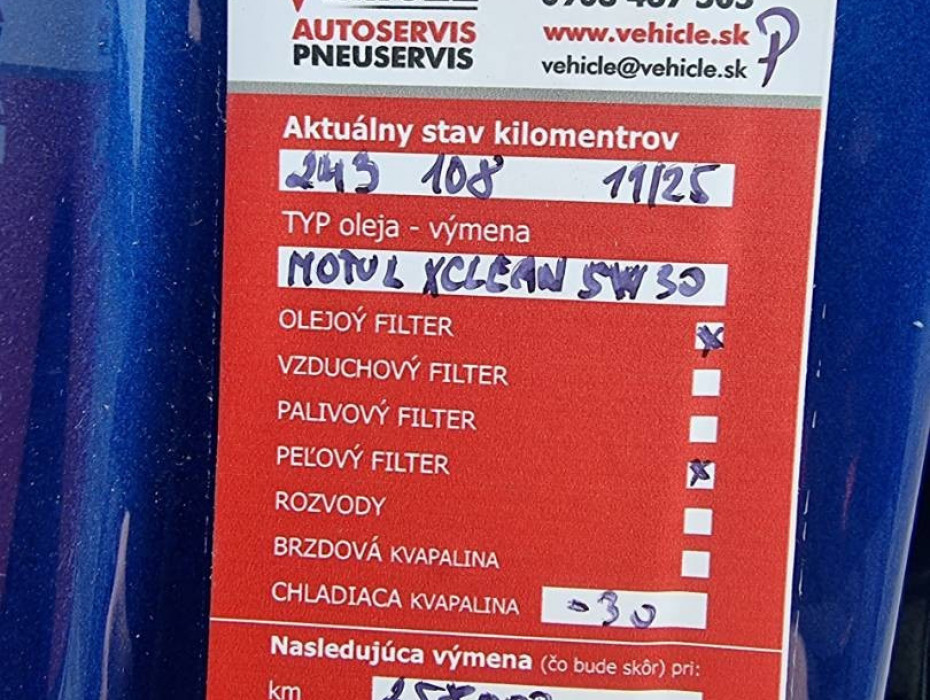 AUTOSERVIS
PNEUSERVIS
www.vehicle.sk
vehicle@vehicle.sk
P
Aktuálny stav kilomentrov
243 108 11/25
TYP oleja - výmena
MOTUL XCLEAN 5W30
OLEJOÝ FILTER X
VZDUCHOVÝ FILTER
PALIVOVÝ FILTER
PEĽOVÝ FILTER X
ROZVODY
BRZDOVÁ KVAPALINA
CHLADIACA KVAPALINA -30
Nasledujúca výmena (čo bude skôr) pri:
km